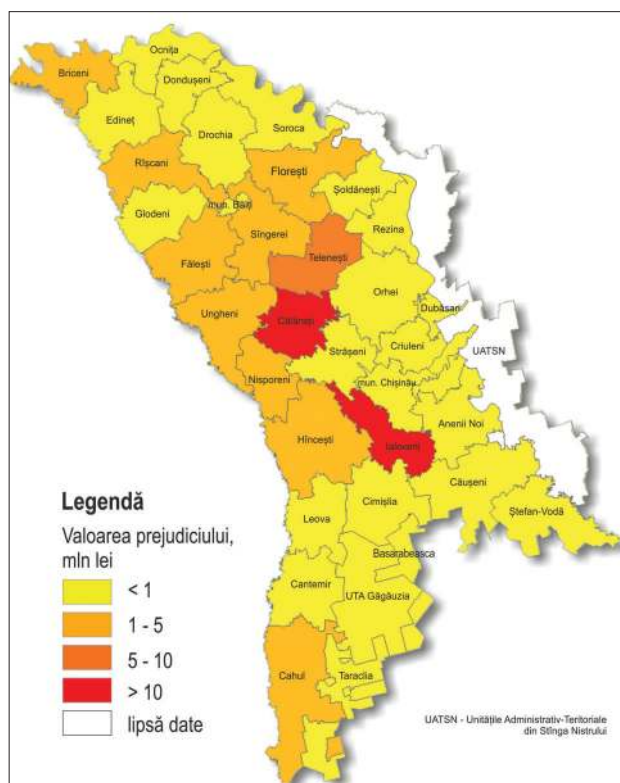 Ocnița
Briceni
Dondușeni
Edineț
Drochia
Soroca
Rîșcani
Florești
Șoldănești
Glodeni
mun. Bălți
Sîngerei
Rezina
Telenești
Fălești
Orhei
Ungheni
Călărași
Dubăsari
Criuleni
Strășeni
UATSN
Nisporeni
mun. Chișinău
Anenii Noi
Hîncești
Ialoveni
Căușeni
Cimișlia
Ștefan-Vodă
Leova
Basarabeasca
Cantemir
UTA Găgăuzia
Cahul
Taraclia
Legendă
Valoarea prejudiciului,
mln lei
< 1
1 - 5
5 - 10
> 10
lipsă date
UATSN - Unitățile Administrativ-Teritoriale
din Stînga Nistrului